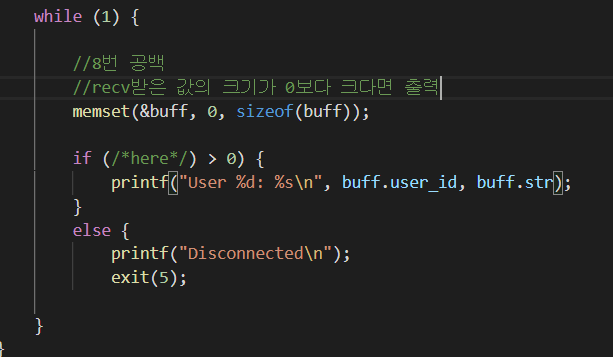 while (1) {
//8번 공백
//recv받은 값의 크기가 0보다 크다면 출력
memset(&buff, 0, sizeof(buff));
if (/*here*/) > 0) {
printf("User %d: %s\n", buff.user_id, buff.str);
}
else {
printf("Disconnected\n");
exit(5);
}
}